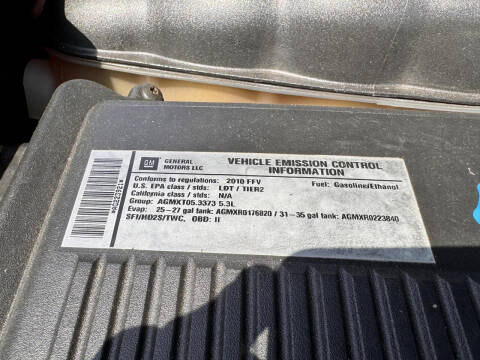 GM
GENERAL MOTORS LLC
VEHICLE EMISSION CONTROL INFORMATION
Conforms to regulations: 2010 FFV
Fuel: Gasoline/Ethanol
U.S. EPA class / stds: LDT / TIER2
California class / stds: N/A
Group: AGMXT05.3373 5.3L
Evap: 25-27 gal tank: AGMXR0176820 / 31-35 gal tank: AGMXR0223840
SFI/HO2S/TWC, OBD: II